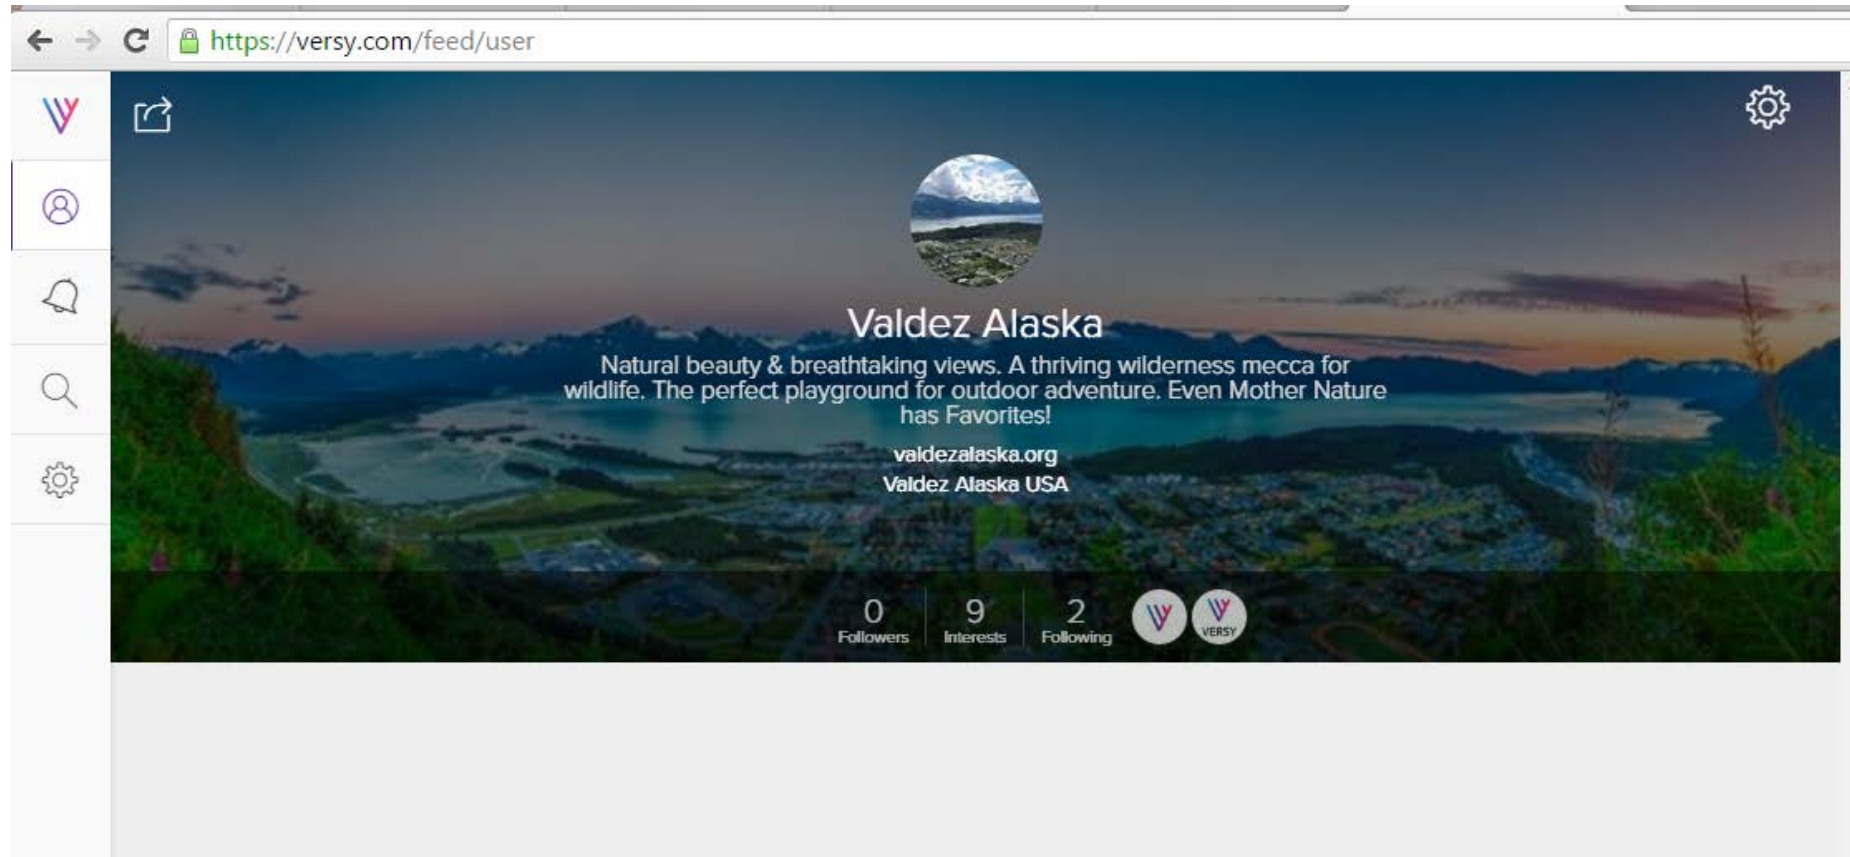 https://versy.com/feed/user
Valdez Alaska
Natural beauty & breathtaking views. A thriving wilderness mecca for
wildlife. The perfect playground for outdoor adventure. Even Mother Nature
has Favorites!
valdezalaska.org
Valdez Alaska USA
0 9 2
Followers Interests Following
VERSY